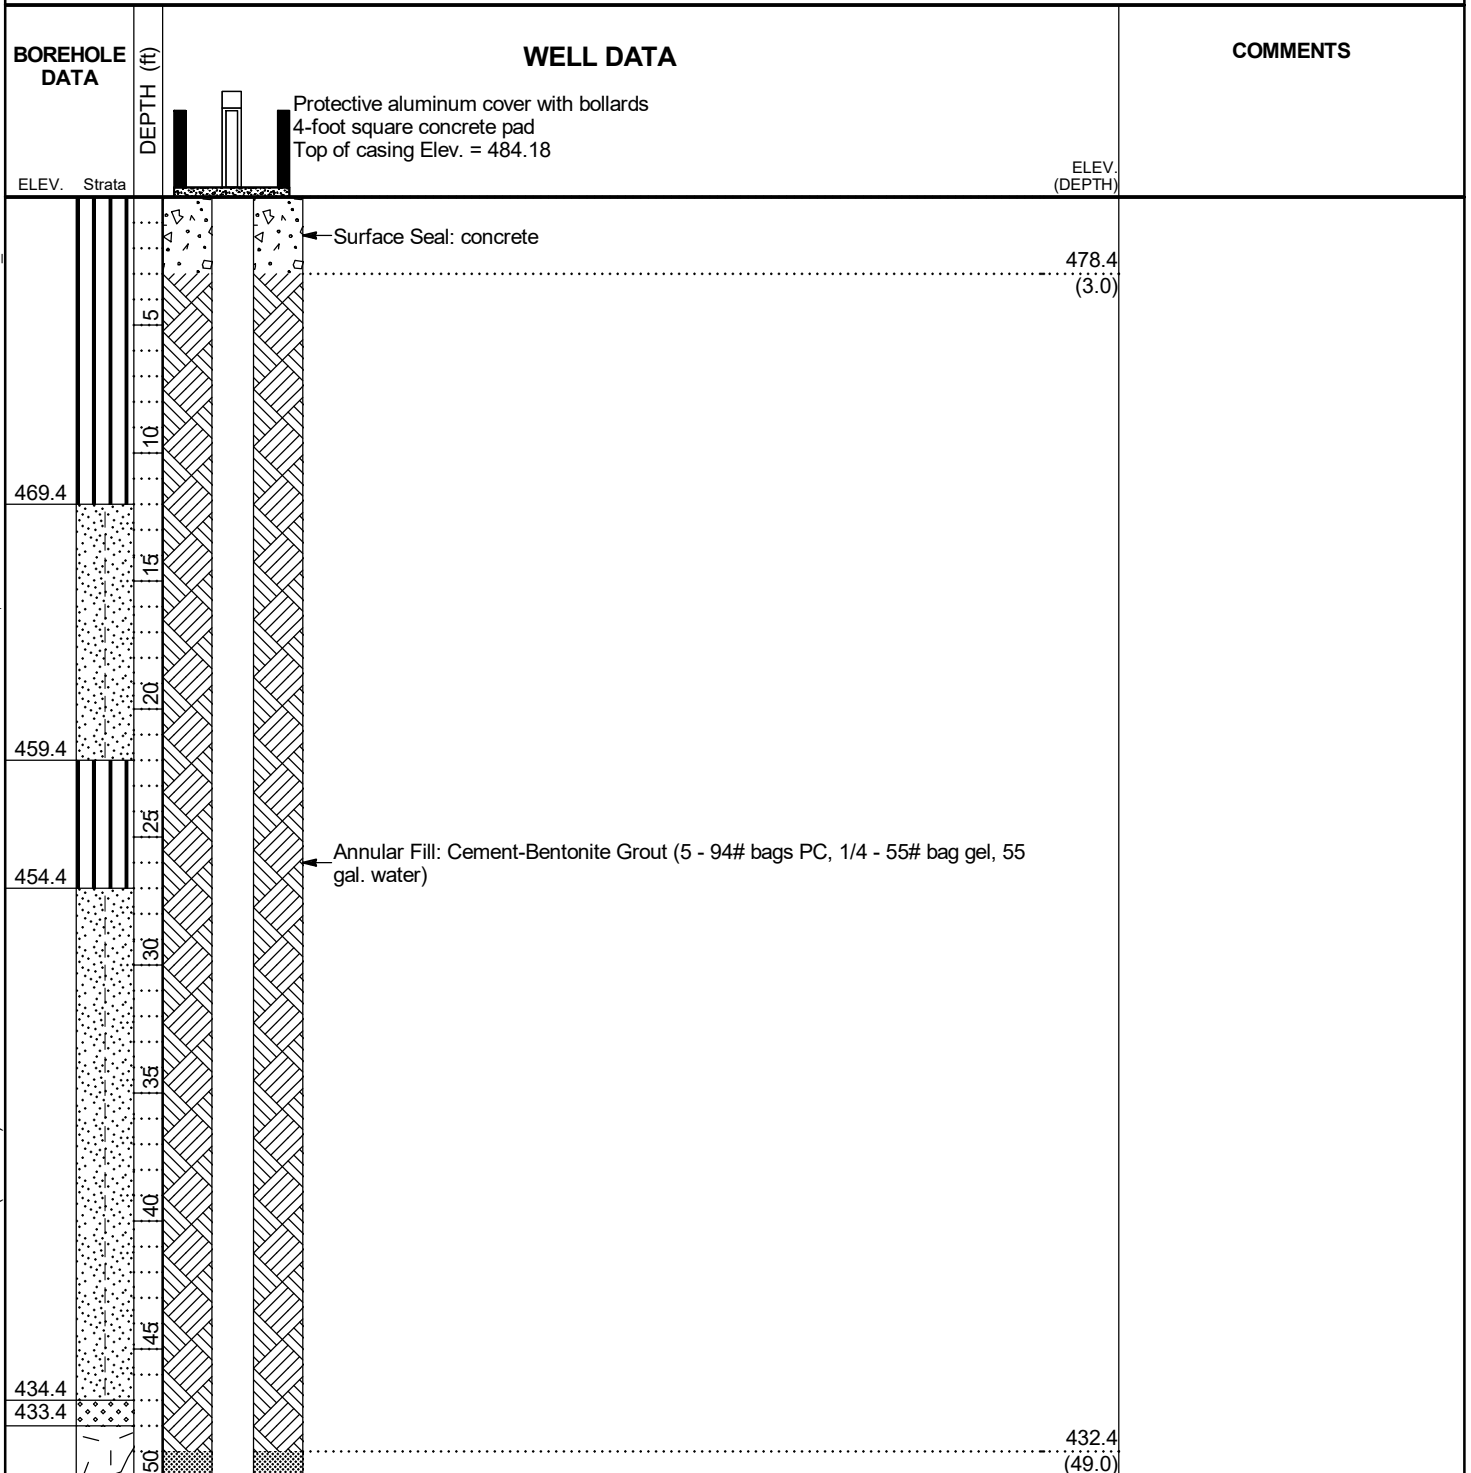 BOREHOLE
DATA
DEPTH (ft)
WELL DATA
COMMENTS
Protective aluminum cover with bollards
4-foot square concrete pad
Top of casing Elev. = 484.18
ELEV.
(DEPTH)
ELEV. Strata
Surface Seal: concrete
478.4
(3.0)
5
10
469.4
15
20
459.4
25
Annular Fill: Cement-Bentonite Grout (5 - 94# bags PC, 1/4 - 55# bag gel, 55
gal. water)
454.4
30
35
40
45
434.4
433.4
432.4
(49.0)
50